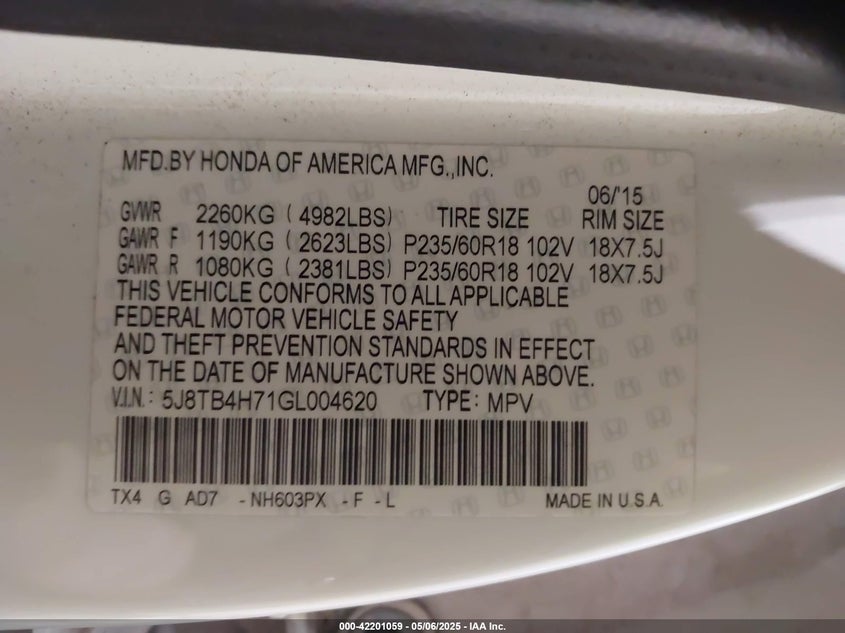 MFD.BY HONDA OF AMERICA MFG.,INC.
06/'15
GVWR 2260KG ( 4982LBS) TIRE SIZE RIM SIZE
GAWR F 1190KG ( 2623LBS) P235/60R18 102V 18X7.5J
GAWR R 1080KG ( 2381LBS) P235/60R18 102V 18X7.5J
THIS VEHICLE CONFORMS TO ALL APPLICABLE
FEDERAL MOTOR VEHICLE SAFETY
AND THEFT PREVENTION STANDARDS IN EFFECT
ON THE DATE OF MANUFACTURE SHOWN ABOVE.
V.I.N.: 5J8TB4H71GL004620 TYPE: MPV
TX4 G AD7 -NH603PX -F -L MADE IN U.S.A.
000-42201059 — 05/06/2025 — IAA Inc.